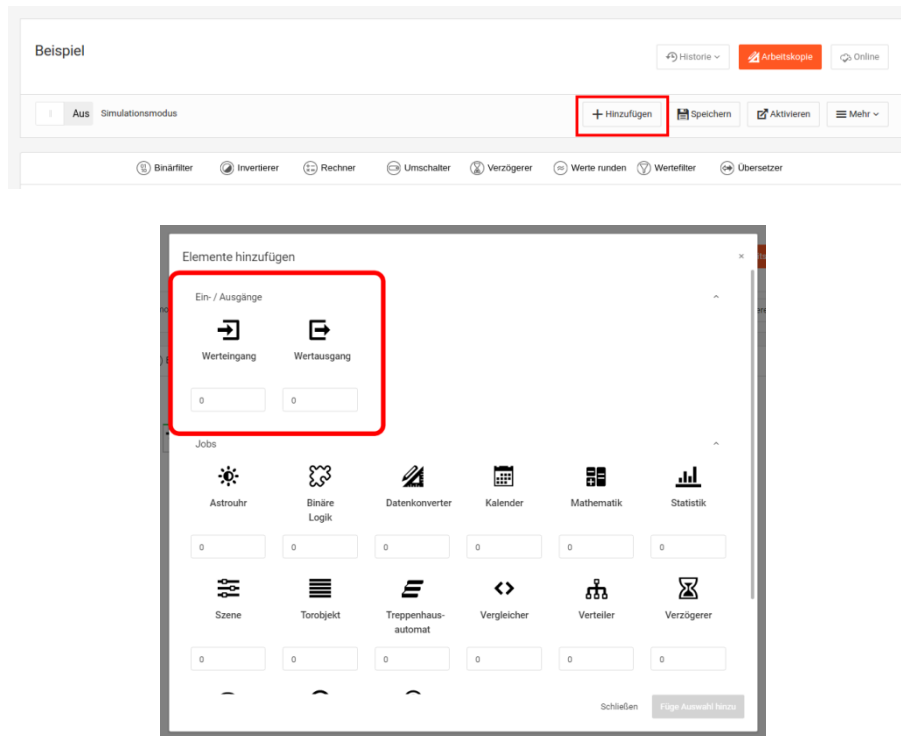 Beispiel
Historie
Arbeitskopie
Online
Aus Simulationsmodus
Hinzufügen
Speichern
Aktivieren
Mehr
Binärfilter Invertierer Rechner Umschalter Verzögerer Werte runden Wertefilter Übersetzer
Elemente hinzufügen
×
Ein- / Ausgänge
Werteingang Wertausgang
0 0
Jobs
Astrouhr Binäre Datenkonverter Kalender Mathematik Statistik
Logik
0 0 0 0 0 0
Szene Torobjekt Treppenhaus- Vergleicher Verteiler Verzögerer
automat
0 0 0 0 0 0
Schließen Füge Auswahl hinzu